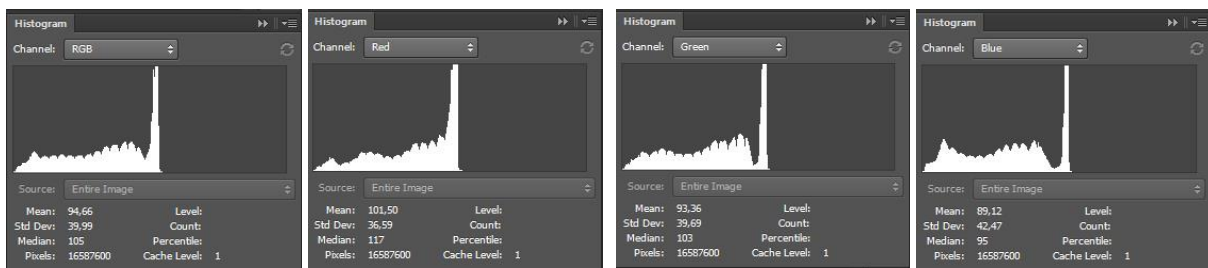 Histogram
Channel: RGB
Source: Entire Image
Mean: 94,66 Level:
Std Dev: 39,99 Count:
Median: 105 Percentile:
Pixels: 16587600 Cache Level: 1
Histogram
Channel: Red
Source: Entire Image
Mean: 101,50 Level:
Std Dev: 36,59 Count:
Median: 117 Percentile:
Pixels: 16587600 Cache Level: 1
Histogram
Channel: Green
Source: Entire Image
Mean: 93,36 Level:
Std Dev: 39,69 Count:
Median: 103 Percentile:
Pixels: 16587600 Cache Level: 1
Histogram
Channel: Blue
Source: Entire Image
Mean: 89,12 Level:
Std Dev: 42,47 Count:
Median: 95 Percentile:
Pixels: 16587600 Cache Level: 1